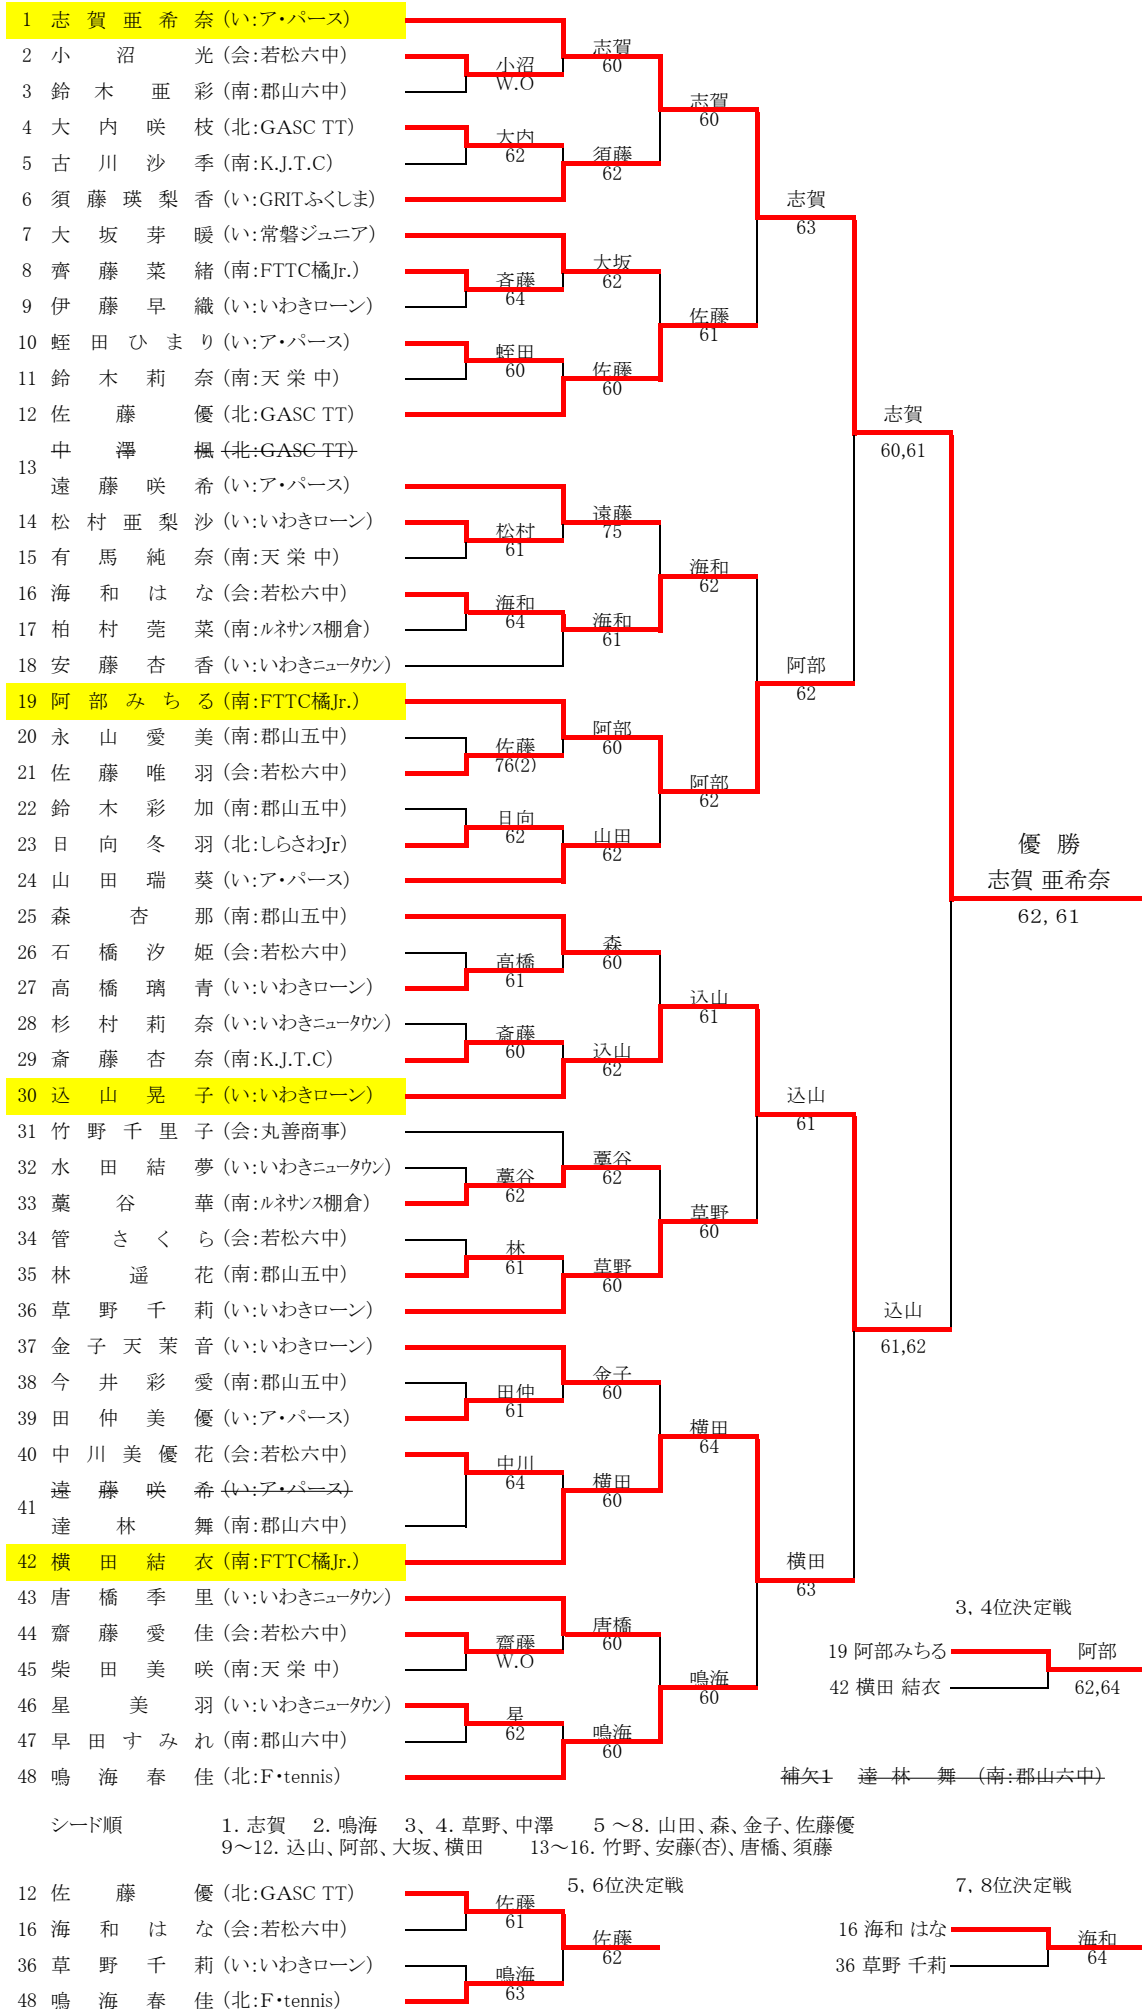 1 志賀亜希奈 (い:ア・パース)
志賀
2 小沼光 (会:若松六中)
小沼 60
W.O
3 鈴木亜彩 (南:郡山六中)
志賀
60
4 大内咲枝 (北:GASC TT)
大内
62
須藤
62
5 古川沙季 (南:K.J.T.C)
6 須藤瑛梨香 (い:GRITふくしま)
志賀
63
7 大坂芽暖 (い:常磐ジュニア)
大坂
62
8 齊藤菜緒 (南:FTTC橘Jr.)
斉藤
64
9 伊藤早織 (い:いわきローン)
佐藤
61
10 蛭田ひまり (い:ア・パース)
蛭田
60
佐藤
60
11 鈴木莉奈 (南:天栄中)
12 佐藤優 (北:GASC TT)
志賀
60,61
13 中澤楓 (北:GASC TT)
遠藤咲希 (い:ア・パース)
遠藤
75
14 松村亜梨沙 (い:いわきローン)
松村
61
15 有馬純奈 (南:天栄中)
海和
62
16 海和はな (会:若松六中)
海和
64
海和
61
17 柏村莞菜 (南:ルネサンス棚倉)
18 安藤杏香 (い:いわきニュータウン)
阿部
62
19 阿部みちる (南:FTTC橘Jr.)
阿部
60
20 永山愛美 (南:郡山五中)
佐藤
76(2)
21 佐藤唯羽 (会:若松六中)
阿部
62
22 鈴木彩加 (南:郡山五中)
日向
62
山田
62
23 日向冬羽 (北:しらさわJr)
24 山田瑞葵 (い:ア・パース)
優勝
志賀 亜希奈
62, 61
25 森杏那 (南:郡山五中)
森
60
26 石橋汐姫 (会:若松六中)
高橋
61
27 高橋璃青 (い:いわきローン)
込山
61
28 杉村莉奈 (い:いわきニュータウン)
斎藤
60
込山
62
29 斎藤杏奈 (南:K.J.T.C)
30 込山晃子 (い:いわきローン)
込山
61
31 竹野千里子 (会:丸善商事)
藁谷
62
32 水田結夢 (い:いわきニュータウン)
藁谷
62
33 藁谷華 (南:ルネサンス棚倉)
草野
60
34 管さくら (会:若松六中)
林
61
草野
60
35 林遥花 (南:郡山五中)
36 草野千莉 (い:いわきローン)
込山
61,62
37 金子天茉音 (い:いわきローン)
金子
60
38 今井彩愛 (南:郡山五中)
田仲
61
39 田仲美優 (い:ア・パース)
横田
64
40 中川美優花 (会:若松六中)
中川
64
横田
60
41 遠藤咲希 (い:ア・パース)
達林舞 (南:郡山六中)
42 横田結衣 (南:FTTC橘Jr.)
横田
63
43 唐橋季里 (い:いわきニュータウン)
唐橋
60
44 齋藤愛佳 (会:若松六中)
齋藤
W.O
45 柴田美咲 (南:天栄中)
鳴海
60
46 星美羽 (い:いわきニュータウン)
星
62
鳴海
60
47 早田すみれ (南:郡山六中)
48 鳴海春佳 (北:F・tennis)
3, 4位決定戦
19 阿部みちる
42 横田 結衣
阿部
62,64
補欠1 達林舞 (南:郡山六中)
シード順 1. 志賀 2. 鳴海 3、4. 草野、中澤 5～8. 山田、森、金子、佐藤優
9～12. 込山、阿部、大坂、横田 13～16. 竹野、安藤(杏)、唐橋、須藤
5, 6位決定戦
12 佐藤優 (北:GASC TT)
佐藤
61
16 海和はな (会:若松六中)
佐藤
62
36 草野千莉 (い:いわきローン)
鳴海
63
48 鳴海春佳 (北:F・tennis)
7, 8位決定戦
16 海和 はな
36 草野 千莉
海和
64